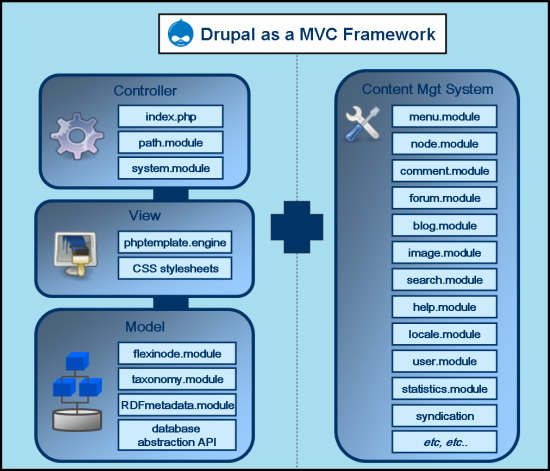 Drupal as a MVC Framework
Controller
index.php
path.module
system.module
View
phptemplate.engine
CSS stylesheets
Model
flexinode.module
taxonomy.module
RDFmetadata.module
database
abstraction API
Content Mgt System
menu.module
node.module
comment.module
forum.module
blog.module
image.module
search.module
help.module
locale.module
user.module
statistics.module
syndication
etc, etc..